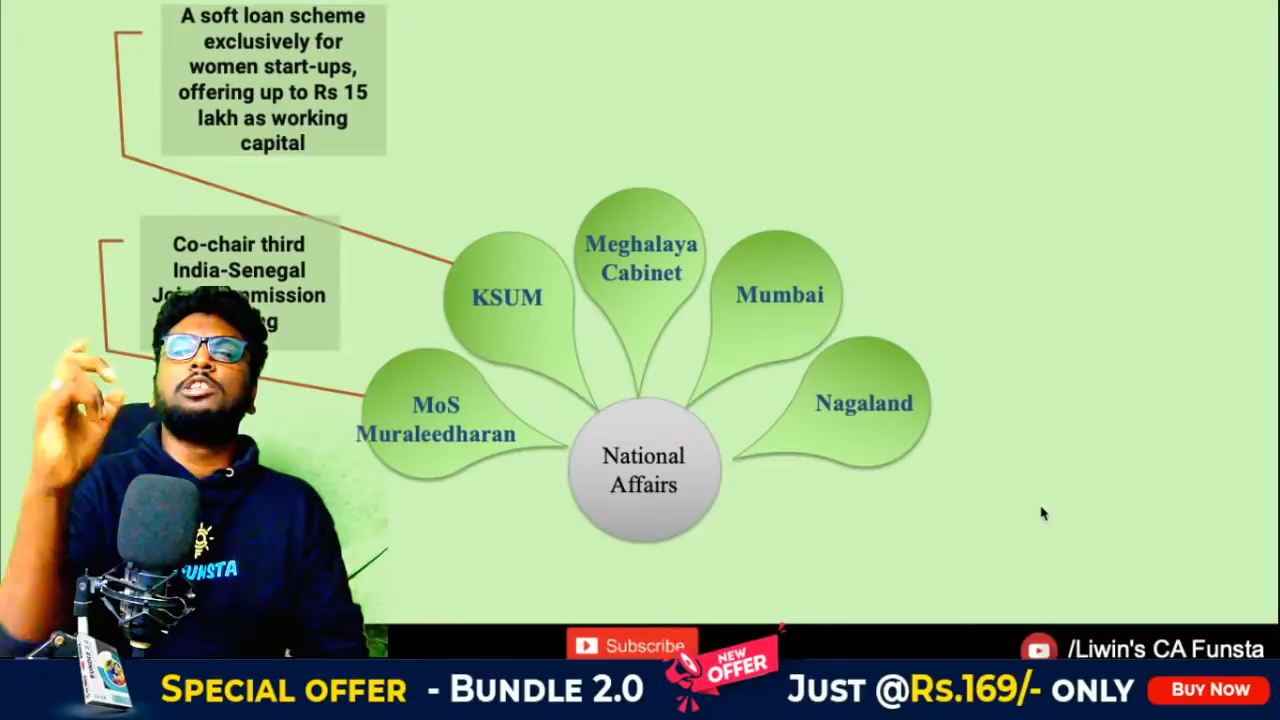 A soft loan scheme
exclusively for
women start-ups,
offering up to Rs 15
lakh as working
capital
Co-chair third
India-Senegal
KSUM
Meghalaya
Cabinet
Mumbai
Nagaland
MoS
Muraleedharan
National
Affairs
Subscribe
/Liwin's CA Funsta
NEW
OFFER
SPECIAL OFFER - BUNDLE 2.0
JUST @Rs.169/- ONLY
Buy Now